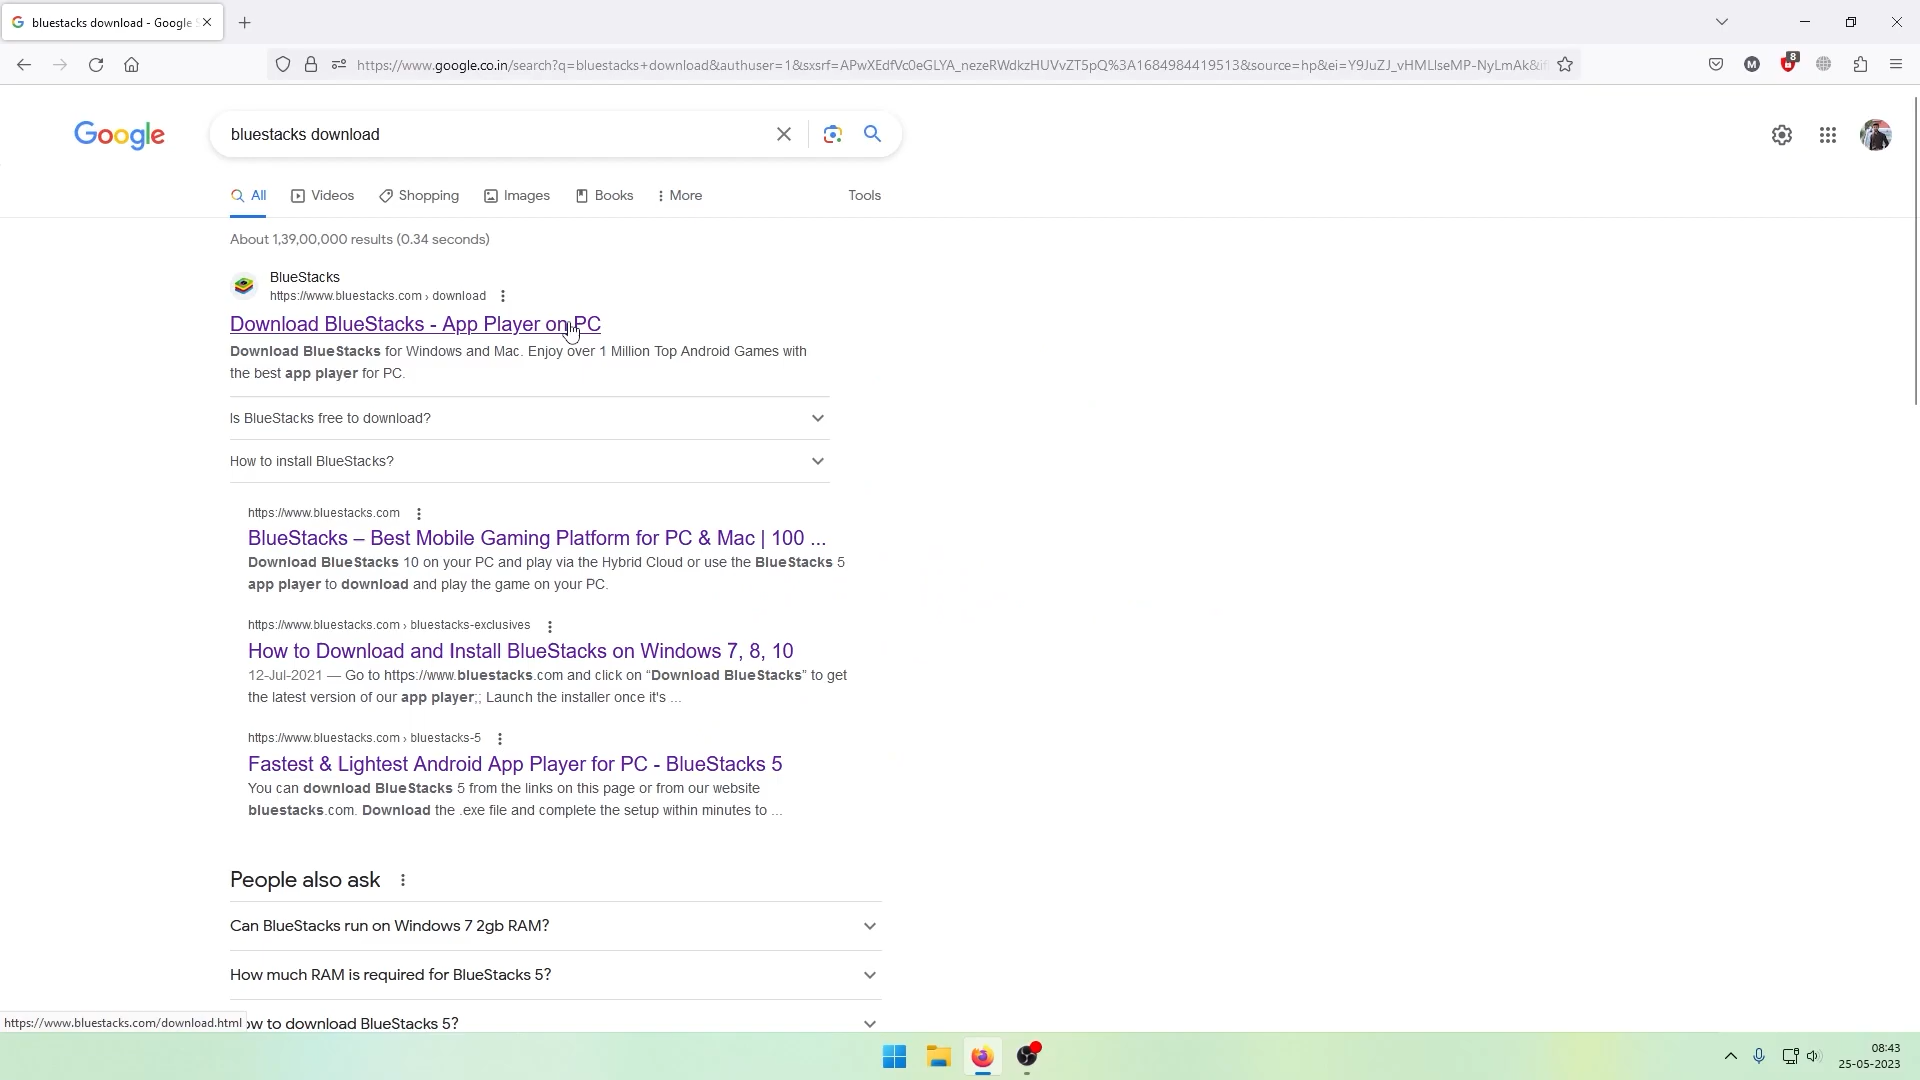 bluestacks download - Google S
https://www.google.co.in/search?q=bluestacks+download&authuser=1&sxsrf=APwXEdfVc0eGLYA_nezeRWdkzHUVvZT5pQ%3A1684984419513&source=hp&ei=Y9JuZJ_vHMLlseMP-NyLmAk&if
M
8
Google
bluestacks download
All
Videos
Shopping
Images
Books
More
Tools
About 1,39,00,000 results (0.34 seconds)
BlueStacks
https://www.bluestacks.com › download
Download BlueStacks - App Player on PC
Download BlueStacks for Windows and Mac. Enjoy over 1 Million Top Android Games with
the best app player for PC.
Is BlueStacks free to download?
How to install BlueStacks?
https://www.bluestacks.com
BlueStacks – Best Mobile Gaming Platform for PC & Mac | 100 ...
Download BlueStacks 10 on your PC and play via the Hybrid Cloud or use the BlueStacks 5
app player to download and play the game on your PC.
https://www.bluestacks.com › bluestacks-exclusives
How to Download and Install BlueStacks on Windows 7, 8, 10
12-Jul-2021 — Go to https://www.bluestacks.com and click on “Download BlueStacks” to get
the latest version of our app player;; Launch the installer once it's ...
https://www.bluestacks.com › bluestacks-5
Fastest & Lightest Android App Player for PC - BlueStacks 5
You can download BlueStacks 5 from the links on this page or from our website
bluestacks.com. Download the .exe file and complete the setup within minutes to ...
People also ask
Can BlueStacks run on Windows 7 2gb RAM?
How much RAM is required for BlueStacks 5?
ow to download BlueStacks 5?
https://www.bluestacks.com/download.html
08:43
25-05-2023